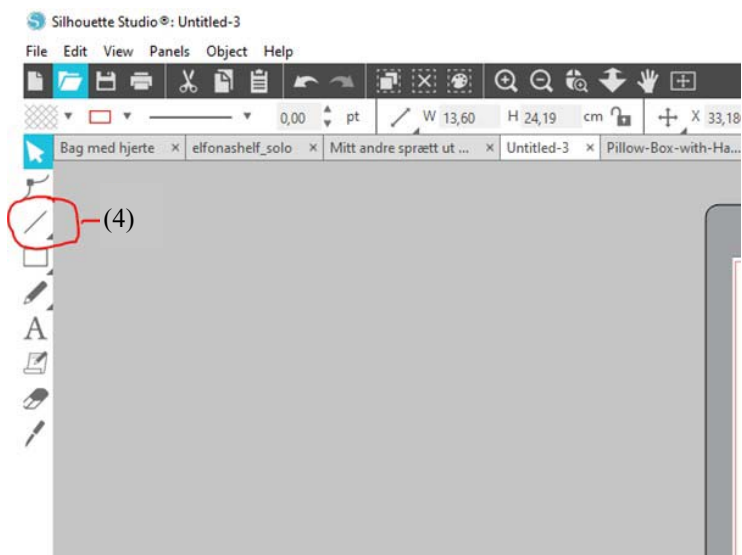 Silhouette Studio®: Untitled-3
File Edit View Panels Object Help
0,00 pt W 13,60 H 24,19 cm X 33,18
Bag med hjerte × elfonashelf_solo × Mitt andre sprætt ut ... × Untitled-3 × Pillow-Box-with-Ha...
(4)
A